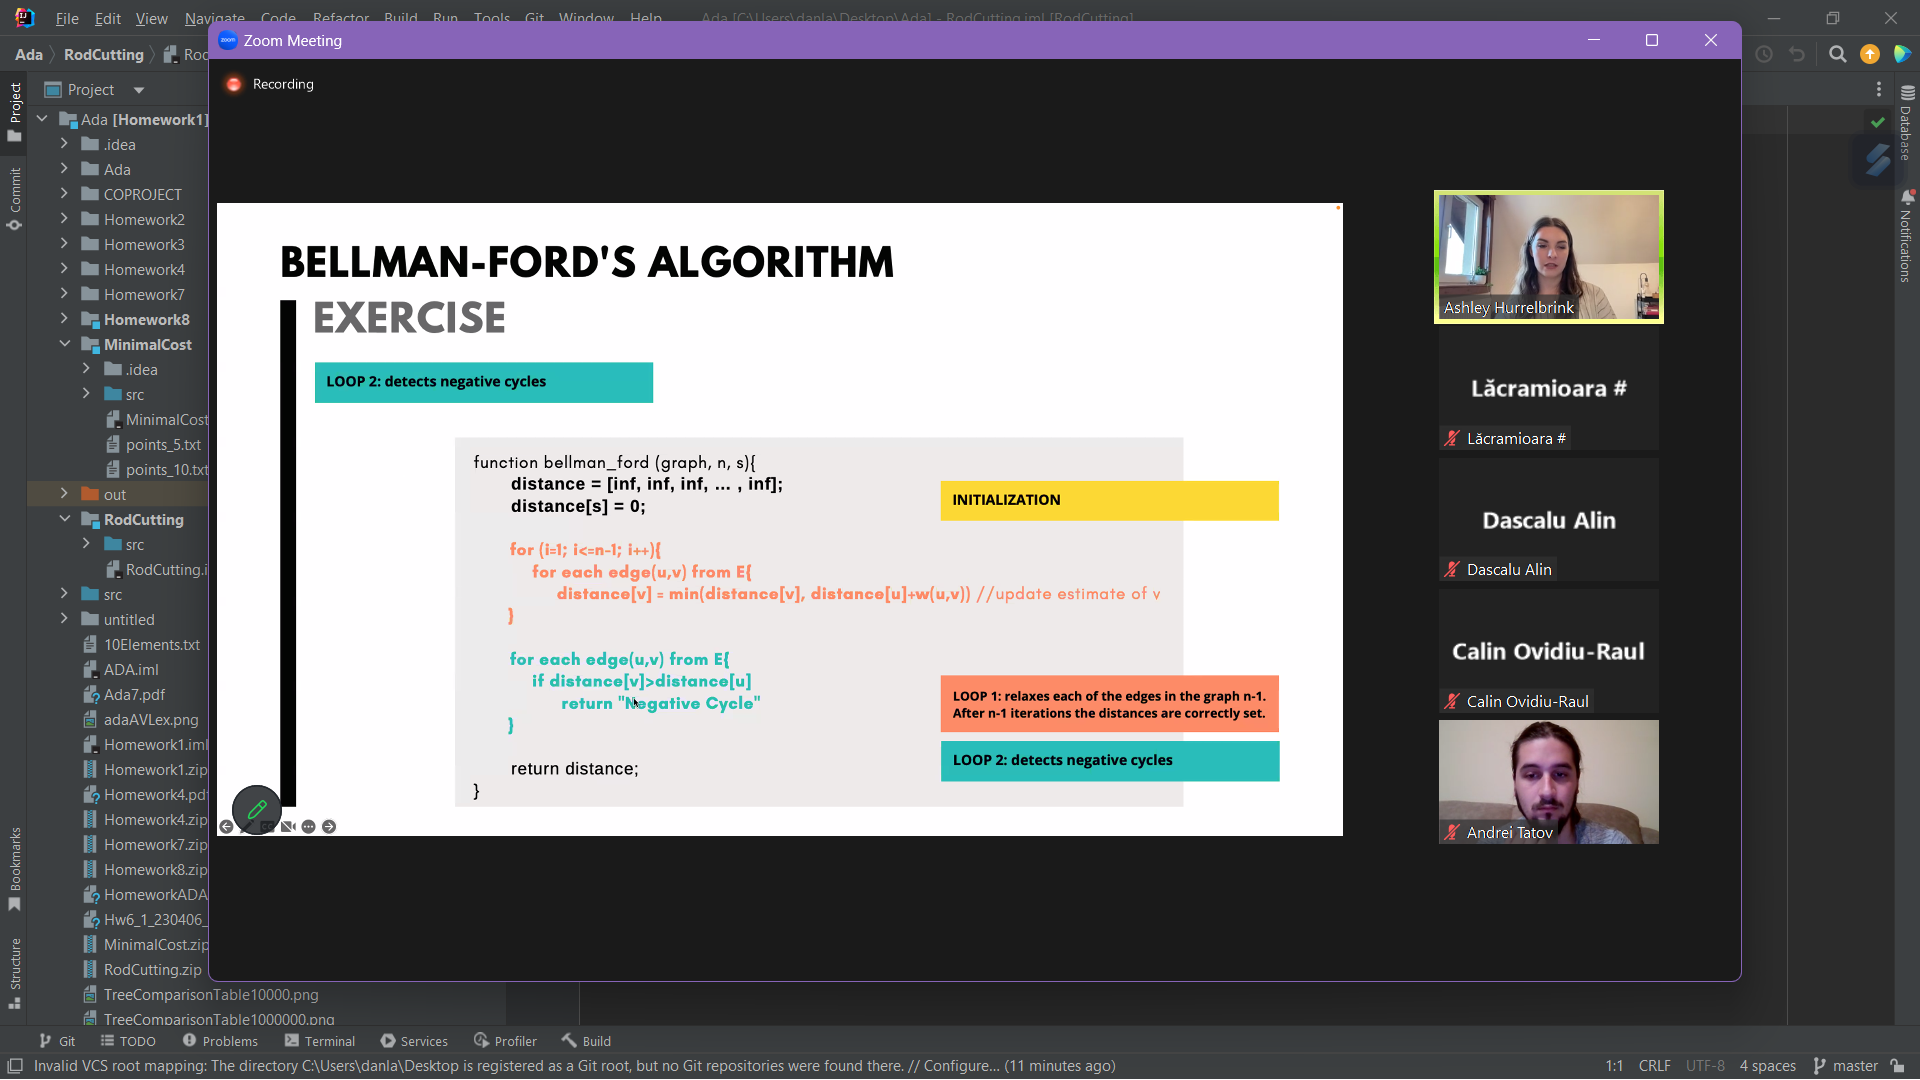 File Edit View Navigate Code Refactor Build Run Tools Git Window Help Ada [C:\Users\danla\Desktop\Ada] - RodCutting.iml [RodCutting]
zoom Zoom Meeting
Ada RodCutting
Recording
Project
Ada [Homework1]
.idea
Ada
COPROJECT
Homework2
Homework3
Homework4
Homework7
Homework8
MinimalCost
.idea
src
MinimalCost
points_5.txt
points_10.txt
out
RodCutting
src
RodCutting.i
src
untitled
10Elements.txt
ADA.iml
Ada7.pdf
adaAVLex.png
Homework1.iml
Homework1.zip
Homework4.pdf
Homework4.zip
Homework7.zip
Homework8.zip
HomeworkADA
Hw6_1_230406_
MinimalCost.zip
RodCutting.zip
TreeComparisonTable10000.png
TreeComparisonTable1000000.png
Project
Commit
Bookmarks
Structure
BELLMAN-FORD'S ALGORITHM
EXERCISE
LOOP 2: detects negative cycles
function bellman_ford (graph, n, s){
distance = [inf, inf, inf, ... , inf];
distance[s] = 0;
INITIALIZATION
for (i=1; i<=n-1; i++){
for each edge(u,v) from E{
distance[v] = min(distance[v], distance[u]+w(u,v)) //update estimate of v
}
for each edge(u,v) from E{
if distance[v]>distance[u]
return "Negative Cycle"
}
LOOP 1: relaxes each of the edges in the graph n-1.
After n-1 iterations the distances are correctly set.
LOOP 2: detects negative cycles
return distance;
}
Ashley Hurrelbrink
Lăcramioara #
Lăcramioara #
Dascalu Alin
Dascalu Alin
Calin Ovidiu-Raul
Calin Ovidiu-Raul
Andrei Tatov
Database
Notifications
Git TODO Problems Terminal Services Profiler Build
Invalid VCS root mapping: The directory C:\Users\danla\Desktop is registered as a Git root, but no Git repositories were found there. // Configure... (11 minutes ago) 1:1 CRLF UTF-8 4 spaces master